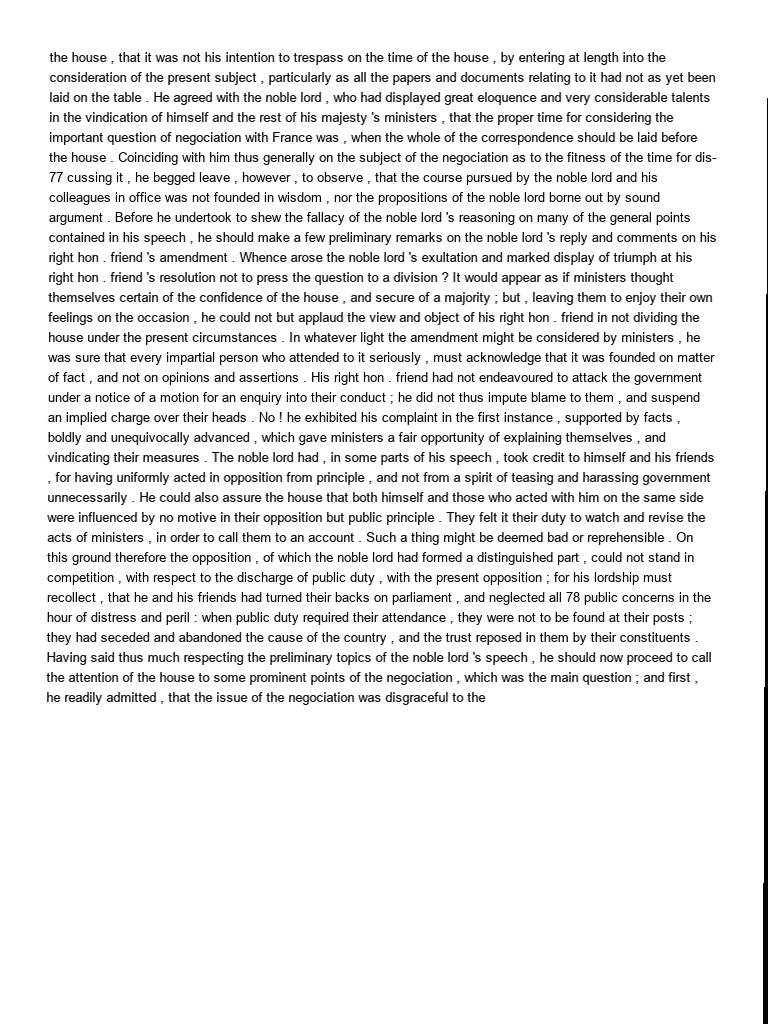 the house , that it was not his intention to trespass on the time of the house , by entering at length into the
consideration of the present subject , particularly as all the papers and documents relating to it had not as yet been
laid on the table . He agreed with the noble lord , who had displayed great eloquence and very considerable talents
in the vindication of himself and the rest of his majesty 's ministers , that the proper time for considering the
important question of negociation with France was , when the whole of the correspondence should be laid before
the house . Coinciding with him thus generally on the subject of the negociation as to the fitness of the time for dis-
77 cussing it , he begged leave , however , to observe , that the course pursued by the noble lord and his
colleagues in office was not founded in wisdom , nor the propositions of the noble lord borne out by sound
argument . Before he undertook to shew the fallacy of the noble lord 's reasoning on many of the general points
contained in his speech , he should make a few preliminary remarks on the noble lord 's reply and comments on his
right hon . friend 's amendment . Whence arose the noble lord 's exultation and marked display of triumph at his
right hon . friend 's resolution not to press the question to a division ? It would appear as if ministers thought
themselves certain of the confidence of the house , and secure of a majority ; but , leaving them to enjoy their own
feelings on the occasion , he could not but applaud the view and object of his right hon . friend in not dividing the
house under the present circumstances . In whatever light the amendment might be considered by ministers , he
was sure that every impartial person who attended to it seriously , must acknowledge that it was founded on matter
of fact , and not on opinions and assertions . His right hon . friend had not endeavoured to attack the government
under a notice of a motion for an enquiry into their conduct ; he did not thus impute blame to them , and suspend
an implied charge over their heads . No ! he exhibited his complaint in the first instance , supported by facts ,
boldly and unequivocally advanced , which gave ministers a fair opportunity of explaining themselves , and
vindicating their measures . The noble lord had , in some parts of his speech , took credit to himself and his friends
, for having uniformly acted in opposition from principle , and not from a spirit of teasing and harassing government
unnecessarily . He could also assure the house that both himself and those who acted with him on the same side
were influenced by no motive in their opposition but public principle . They felt it their duty to watch and revise the
acts of ministers , in order to call them to an account . Such a thing might be deemed bad or reprehensible . On
this ground therefore the opposition , of which the noble lord had formed a distinguished part , could not stand in
competition , with respect to the discharge of public duty , with the present opposition ; for his lordship must
recollect , that he and his friends had turned their backs on parliament , and neglected all 78 public concerns in the
hour of distress and peril : when public duty required their attendance , they were not to be found at their posts ;
they had seceded and abandoned the cause of the country , and the trust reposed in them by their constituents .
Having said thus much respecting the preliminary topics of the noble lord 's speech , he should now proceed to call
the attention of the house to some prominent points of the negociation , which was the main question ; and first ,
he readily admitted , that the issue of the negociation was disgraceful to the